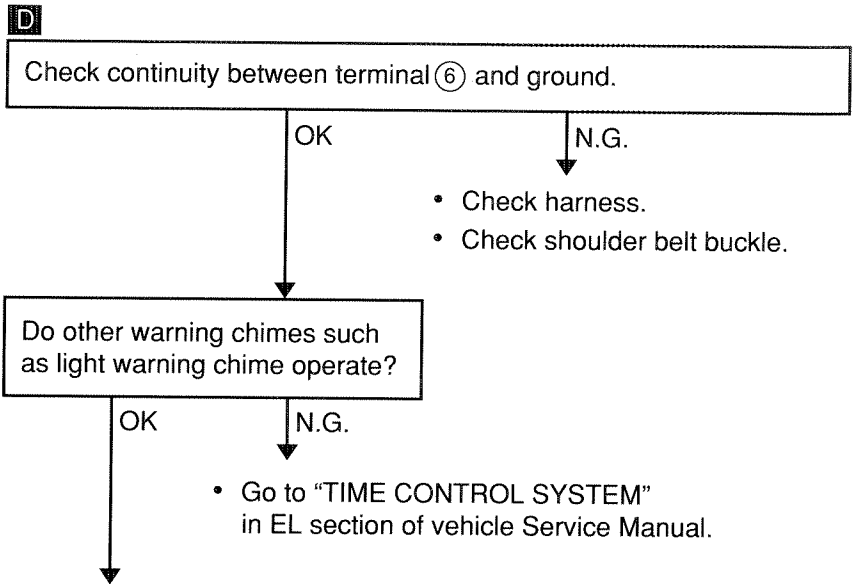 D
Check continuity between terminal ⑥ and ground.
OK
N.G.
• Check harness.
• Check shoulder belt buckle.
Do other warning chimes such
as light warning chime operate?
OK
N.G.
• Go to “TIME CONTROL SYSTEM”
in EL section of vehicle Service Manual.